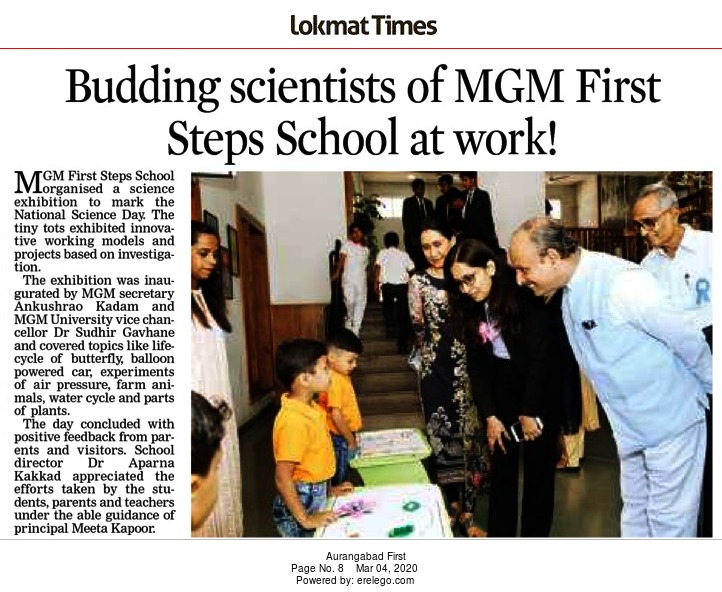 Lokmat Times
Budding scientists of MGM First
Steps School at work!
MGM First Steps School
organised a science
exhibition to mark the
National Science Day. The
tiny tots exhibited innova-
tive working models and
projects based on investiga-
tion.
The exhibition was inau-
gurated by MGM secretary
Ankushrao Kadam and
MGM University vice chan-
cellor Dr Sudhir Gavhane
and covered topics like life-
cycle of butterfly, balloon
powered car, experiments
of air pressure, farm ani-
mals, water cycle and parts
of plants.
The day concluded with
positive feedback from par-
ents and visitors. School
director Dr Aparna
Kakkad appreciated the
efforts taken by the stu-
dents, parents and teachers
under the able guidance of
principal Meeta Kapoor.
Aurangabad First
Page No. 8 Mar 04, 2020
Powered by: erelego.com